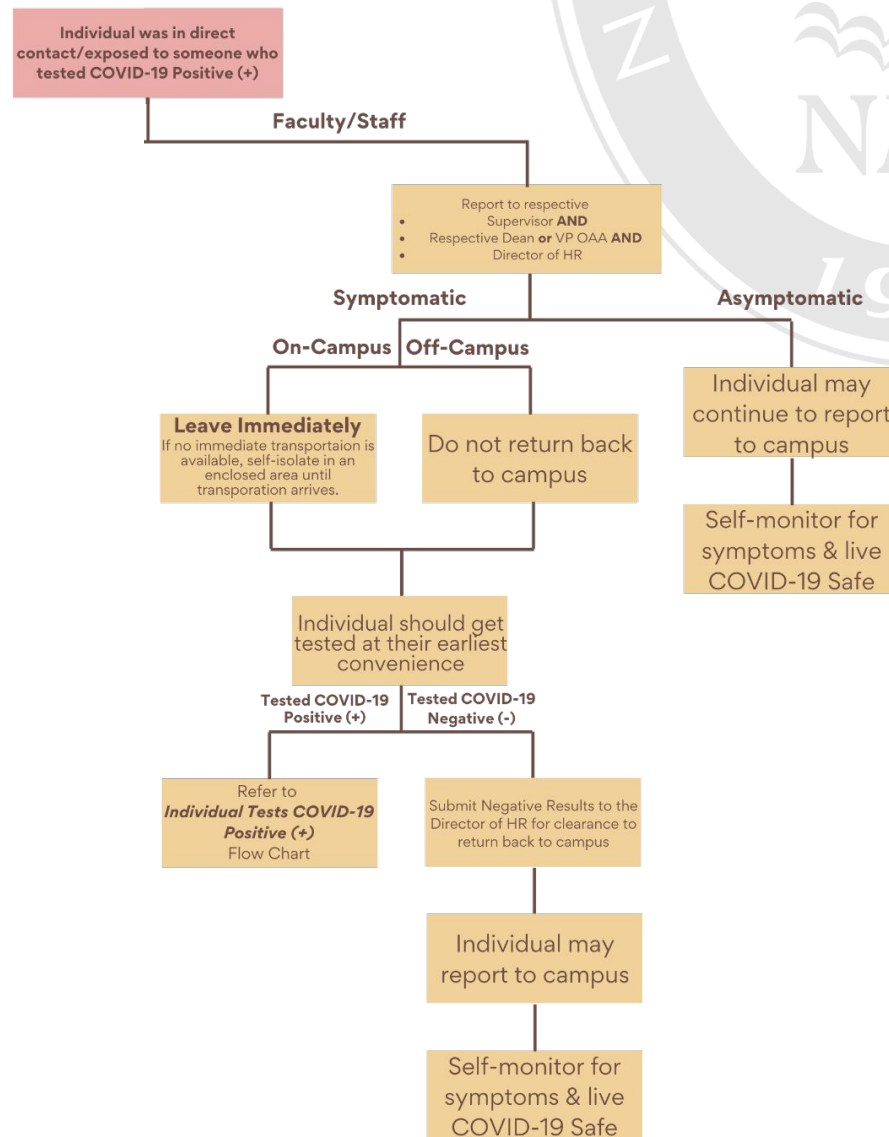 Individual was in direct
contact/exposed to someone who
tested COVID-19 Positive (+)
Faculty/Staff
Report to respective
• Supervisor AND
• Respective Dean or VP OAA AND
• Director of HR
Symptomatic
Asymptomatic
On-Campus
Off-Campus
Leave Immediately
If no immediate transportaion is
available, self-isolate in an
enclosed area until
transporation arrives.
Do not return back
to campus
Individual may
continue to report
to campus
Self-monitor for
symptoms & live
COVID-19 Safe
Individual should get
tested at their earliest
convenience
Tested COVID-19
Positive (+)
Tested COVID-19
Negative (-)
Refer to
Individual Tests COVID-19
Positive (+)
Flow Chart
Submit Negative Results to the
Director of HR for clearance to
return back to campus
Individual may
report to campus
Self-monitor for
symptoms & live
COVID-19 Safe